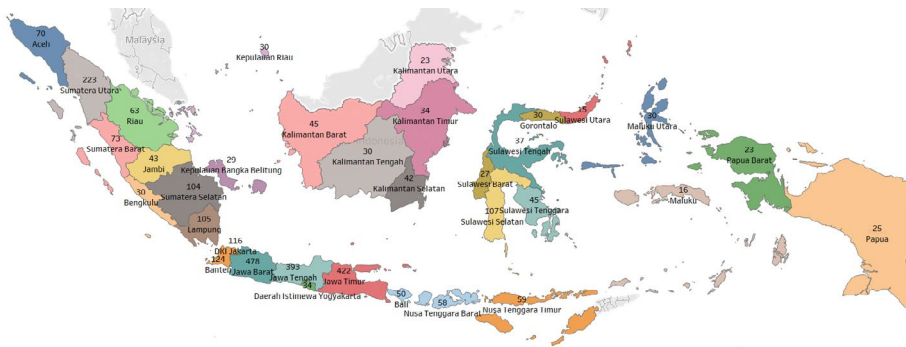 70
Aceh
Malaysia
223
Sumatera Utara
63
Riau
30
Kepulauan Riau
73
Sumatera Barat
43
Jambi
29
Kepulauan Bangka Belitung
30
Bengkulu
104
Sumatera Selatan
105
Lampung
116
DKI Jakarta
124
Banten
478
Jawa Barat
393
Jawa Tengah
34
Daerah Istimewa Yogyakarta
422
Jawa Timur
50
Bali
58
Nusa Tenggara Barat
59
Nusa Tenggara Timur
45
Kalimantan Barat
30
Kalimantan Tengah
42
Kalimantan Selatan
34
Kalimantan Timur
23
Kalimantan Utara
30
Gorontalo
15
Sulawesi Utara
37
Sulawesi Tengah
27
Sulawesi Barat
107
Sulawesi Selatan
45
Sulawesi Tenggara
30
Maluku Utara
16
Maluku
23
Papua Barat
25
Papua